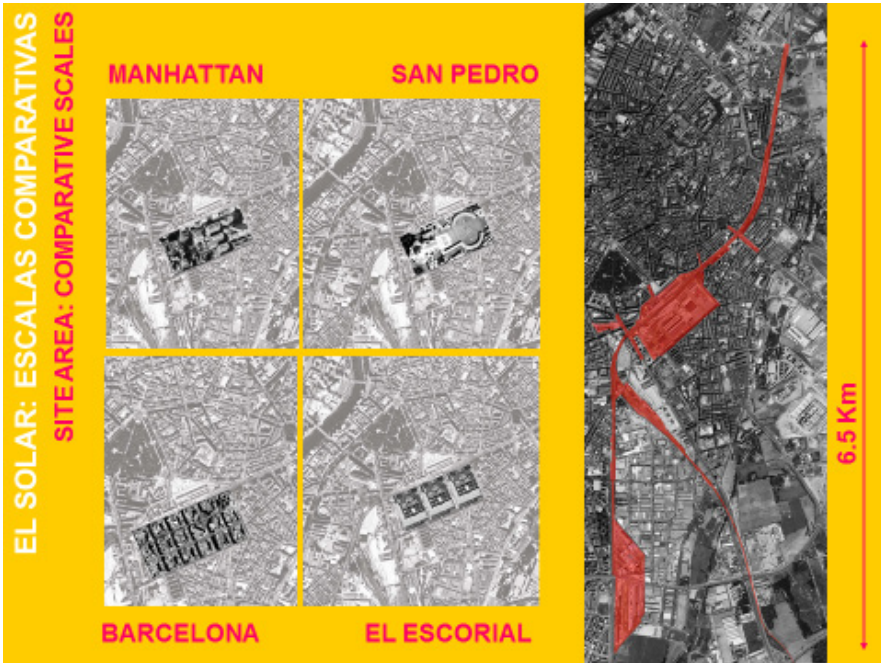 EL SOLAR: ESCALAS COMPARATIVAS
SITE AREA: COMPARATIVE SCALES
MANHATTAN
SAN PEDRO
BARCELONA
EL ESCORIAL
6.5 Km